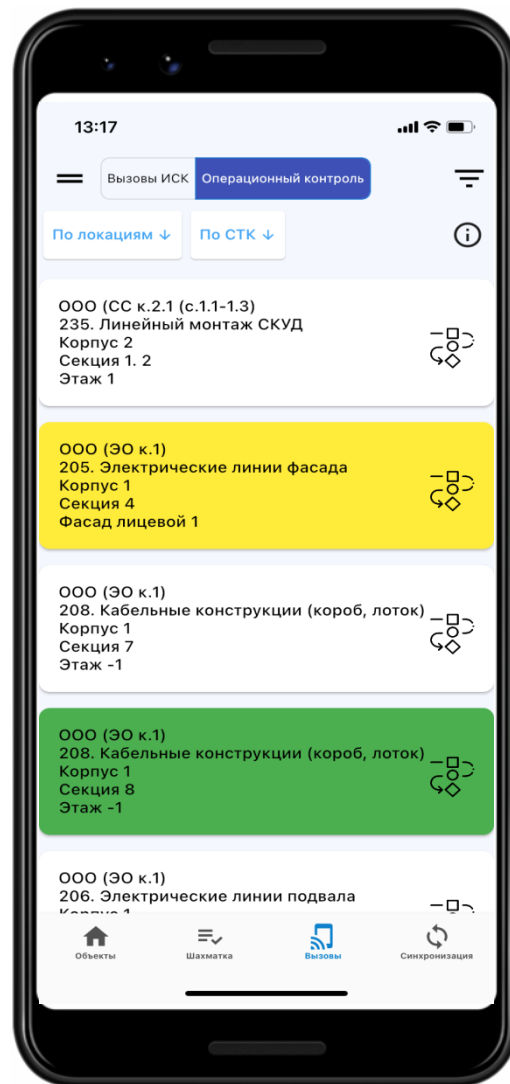 13:17
Вызовы ИСК
Операционный контроль
По локациям ↓
По СТК ↓
ООО (СС к.2.1 (с.1.1-1.3)
235. Линейный монтаж СКУД
Корпус 2
Секция 1. 2
Этаж 1
ООО (ЭО к.1)
205. Электрические линии фасада
Корпус 1
Секция 4
Фасад лицевой 1
ООО (ЭО к.1)
208. Кабельные конструкции (короб, лоток)
Корпус 1
Секция 7
Этаж -1
ООО (ЭО к.1)
208. Кабельные конструкции (короб, лоток)
Корпус 1
Секция 8
Этаж -1
ООО (ЭО к.1)
206. Электрические линии подвала
Корпус 1
Объекты
Шахматка
Вызовы
Синхронизация